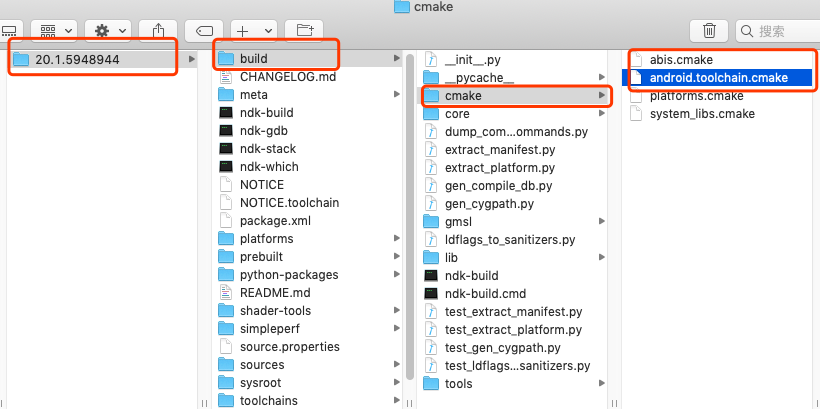 cmake
搜索
20.1.5948944
build
CHANGELOG.md
meta
ndk-build
ndk-gdb
ndk-stack
ndk-which
NOTICE
NOTICE.toolchain
package.xml
platforms
prebuilt
python-packages
README.md
shader-tools
simpleperf
source.properties
sources
sysroot
toolchains
__init__.py
__pycache__
cmake
core
dump_com...ommands.py
extract_manifest.py
extract_platform.py
gen_compile_db.py
gen_cygpath.py
gmsl
ldflags_to_sanitizers.py
lib
ndk-build
ndk-build.cmd
test_extract_manifest.py
test_extract_platform.py
test_gen_cygpath.py
test_ldflags...sanitizers.py
tools
abis.cmake
android.toolchain.cmake
platforms.cmake
system_libs.cmake